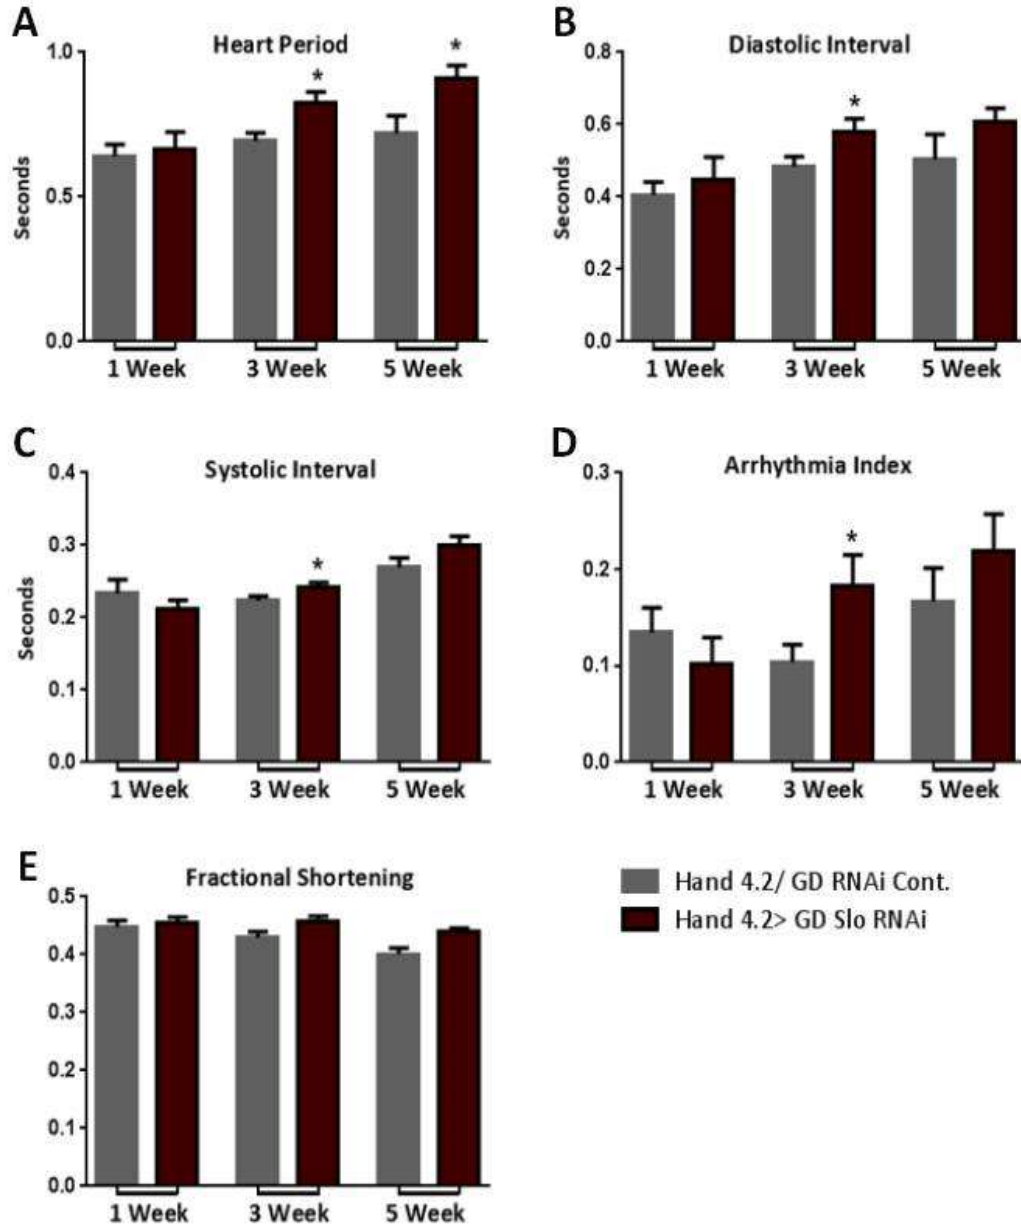 A
Heart Period
1.0
*
*
Seconds
0.5
0.0
1 Week
3 Week
5 Week
B
Diastolic Interval
0.8
*
0.6
Seconds
0.4
0.2
0.0
1 Week
3 Week
5 Week
C
Systolic Interval
0.4
0.3
*
Seconds
0.2
0.1
0.0
1 Week
3 Week
5 Week
D
Arrhythmia Index
0.3
*
0.2
0.1
0.0
1 Week
3 Week
5 Week
E
Fractional Shortening
0.5
0.4
0.3
0.2
0.1
0.0
1 Week
3 Week
5 Week
Hand 4.2/ GD RNAi Cont.
Hand 4.2> GD Slo RNAi